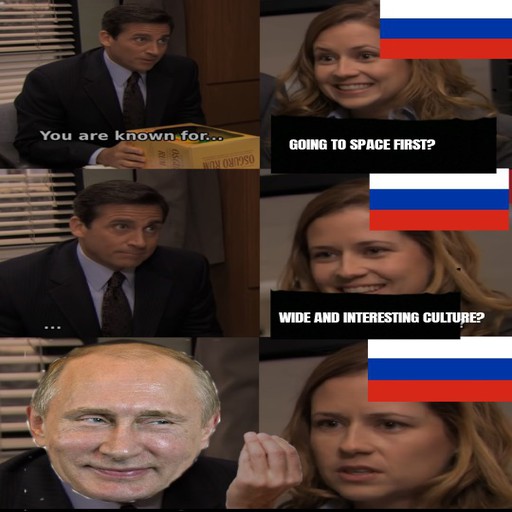 You are known for...
GOING TO SPACE FIRST?
...
WIDE AND INTERESTING CULTURE?